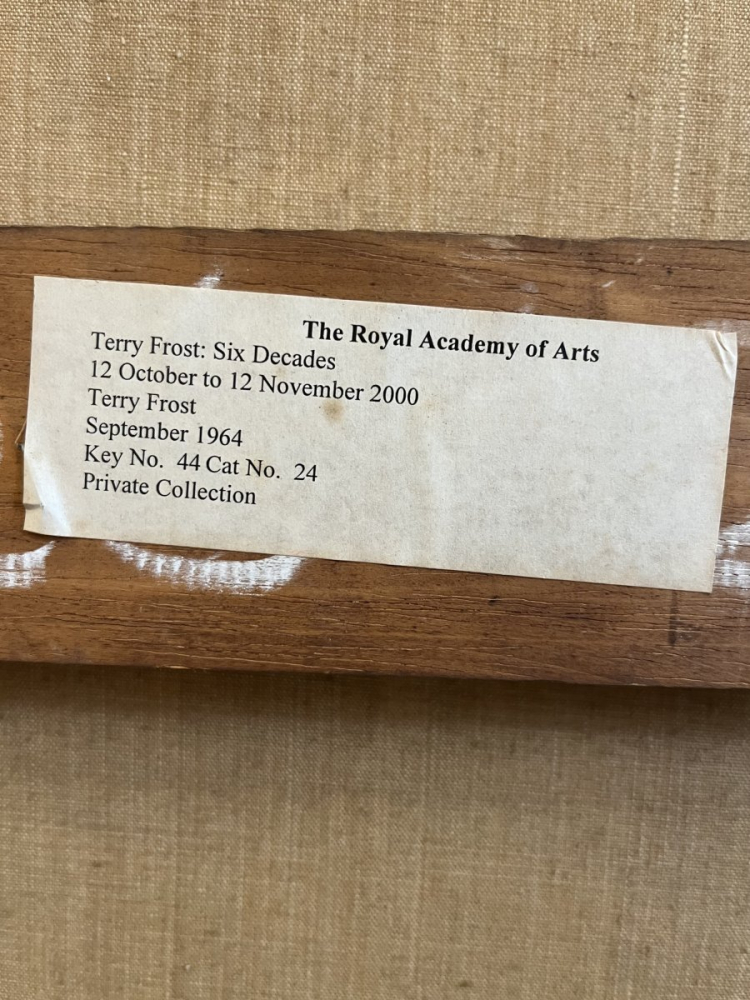 The Royal Academy of Arts
Terry Frost: Six Decades
12 October to 12 November 2000
Terry Frost
September 1964
Key No. 44 Cat No. 24
Private Collection